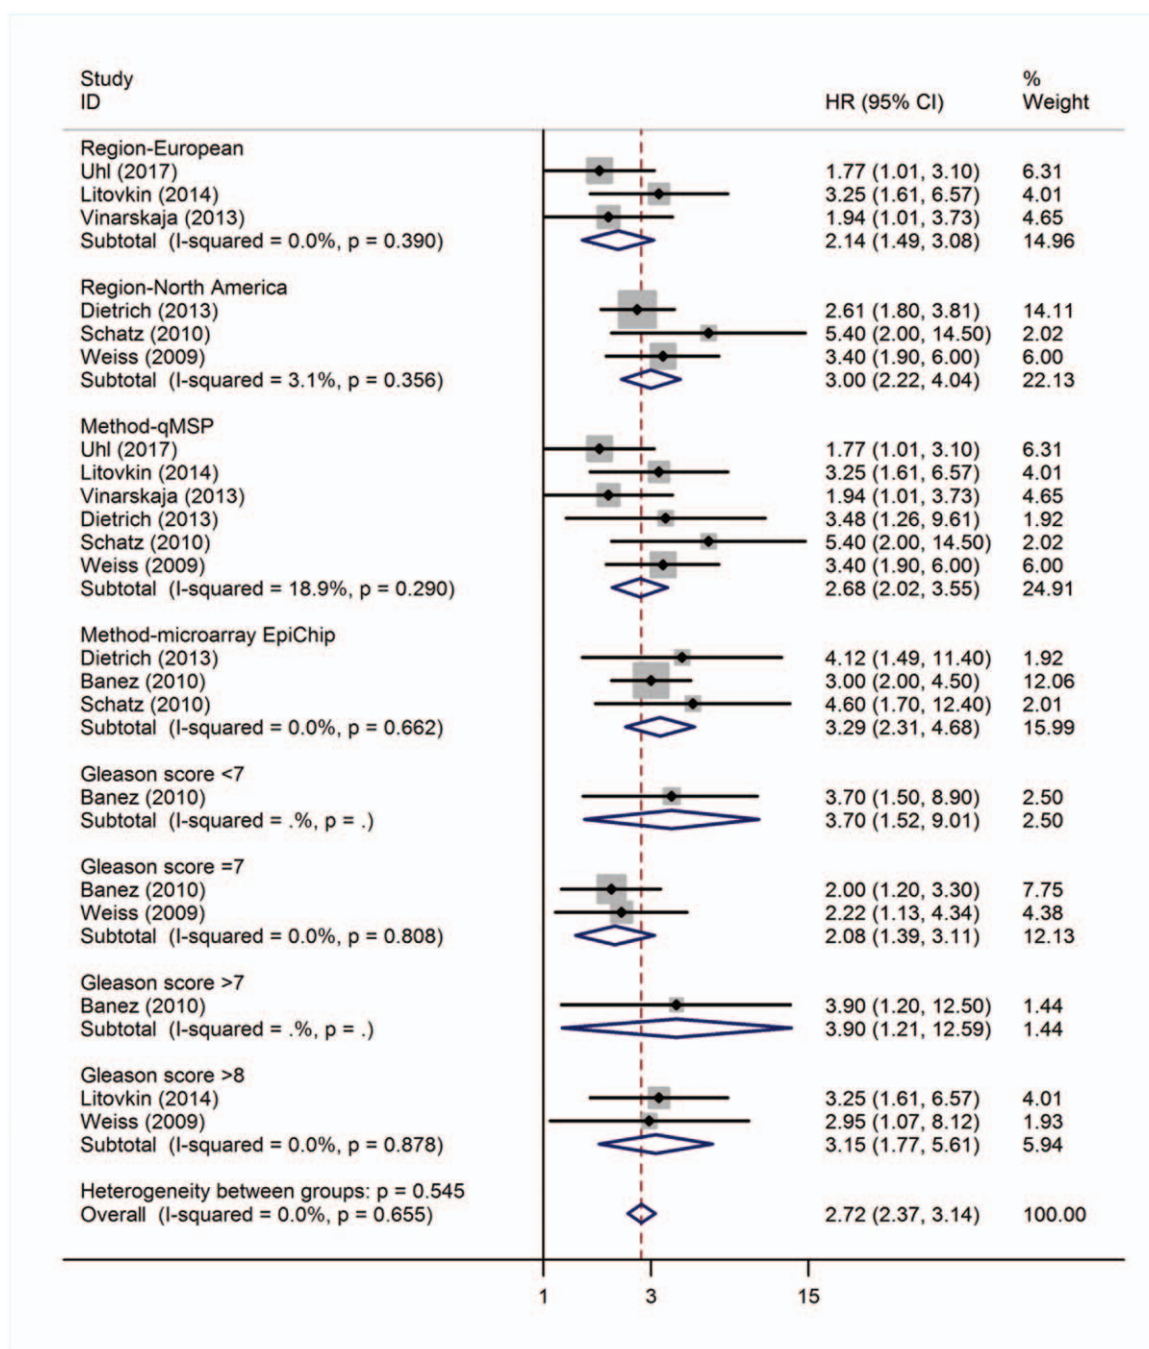 Study %
ID HR (95% CI) Weight
Region-European
Uhl (2017) 1.77 (1.01, 3.10) 6.31
Litovkin (2014) 3.25 (1.61, 6.57) 4.01
Vinarskaja (2013) 1.94 (1.01, 3.73) 4.65
Subtotal (I-squared = 0.0%, p = 0.390) 2.14 (1.49, 3.08) 14.96
Region-North America
Dietrich (2013) 2.61 (1.80, 3.81) 14.11
Schatz (2010) 5.40 (2.00, 14.50) 2.02
Weiss (2009) 3.40 (1.90, 6.00) 6.00
Subtotal (I-squared = 3.1%, p = 0.356) 3.00 (2.22, 4.04) 22.13
Method-qMSP
Uhl (2017) 1.77 (1.01, 3.10) 6.31
Litovkin (2014) 3.25 (1.61, 6.57) 4.01
Vinarskaja (2013) 1.94 (1.01, 3.73) 4.65
Dietrich (2013) 3.48 (1.26, 9.61) 1.92
Schatz (2010) 5.40 (2.00, 14.50) 2.02
Weiss (2009) 3.40 (1.90, 6.00) 6.00
Subtotal (I-squared = 18.9%, p = 0.290) 2.68 (2.02, 3.55) 24.91
Method-microarray EpiChip
Dietrich (2013) 4.12 (1.49, 11.40) 1.92
Banez (2010) 3.00 (2.00, 4.50) 12.06
Schatz (2010) 4.60 (1.70, 12.40) 2.01
Subtotal (I-squared = 0.0%, p = 0.662) 3.29 (2.31, 4.68) 15.99
Gleason score <7
Banez (2010) 3.70 (1.50, 8.90) 2.50
Subtotal (I-squared = .%, p = .) 3.70 (1.52, 9.01) 2.50
Gleason score =7
Banez (2010) 2.00 (1.20, 3.30) 7.75
Weiss (2009) 2.22 (1.13, 4.34) 4.38
Subtotal (I-squared = 0.0%, p = 0.808) 2.08 (1.39, 3.11) 12.13
Gleason score >7
Banez (2010) 3.90 (1.20, 12.50) 1.44
Subtotal (I-squared = .%, p = .) 3.90 (1.21, 12.59) 1.44
Gleason score >8
Litovkin (2014) 3.25 (1.61, 6.57) 4.01
Weiss (2009) 2.95 (1.07, 8.12) 1.93
Subtotal (I-squared = 0.0%, p = 0.878) 3.15 (1.77, 5.61) 5.94
Heterogeneity between groups: p = 0.545
Overall (I-squared = 0.0%, p = 0.655) 2.72 (2.37, 3.14) 100.00
1 3 15